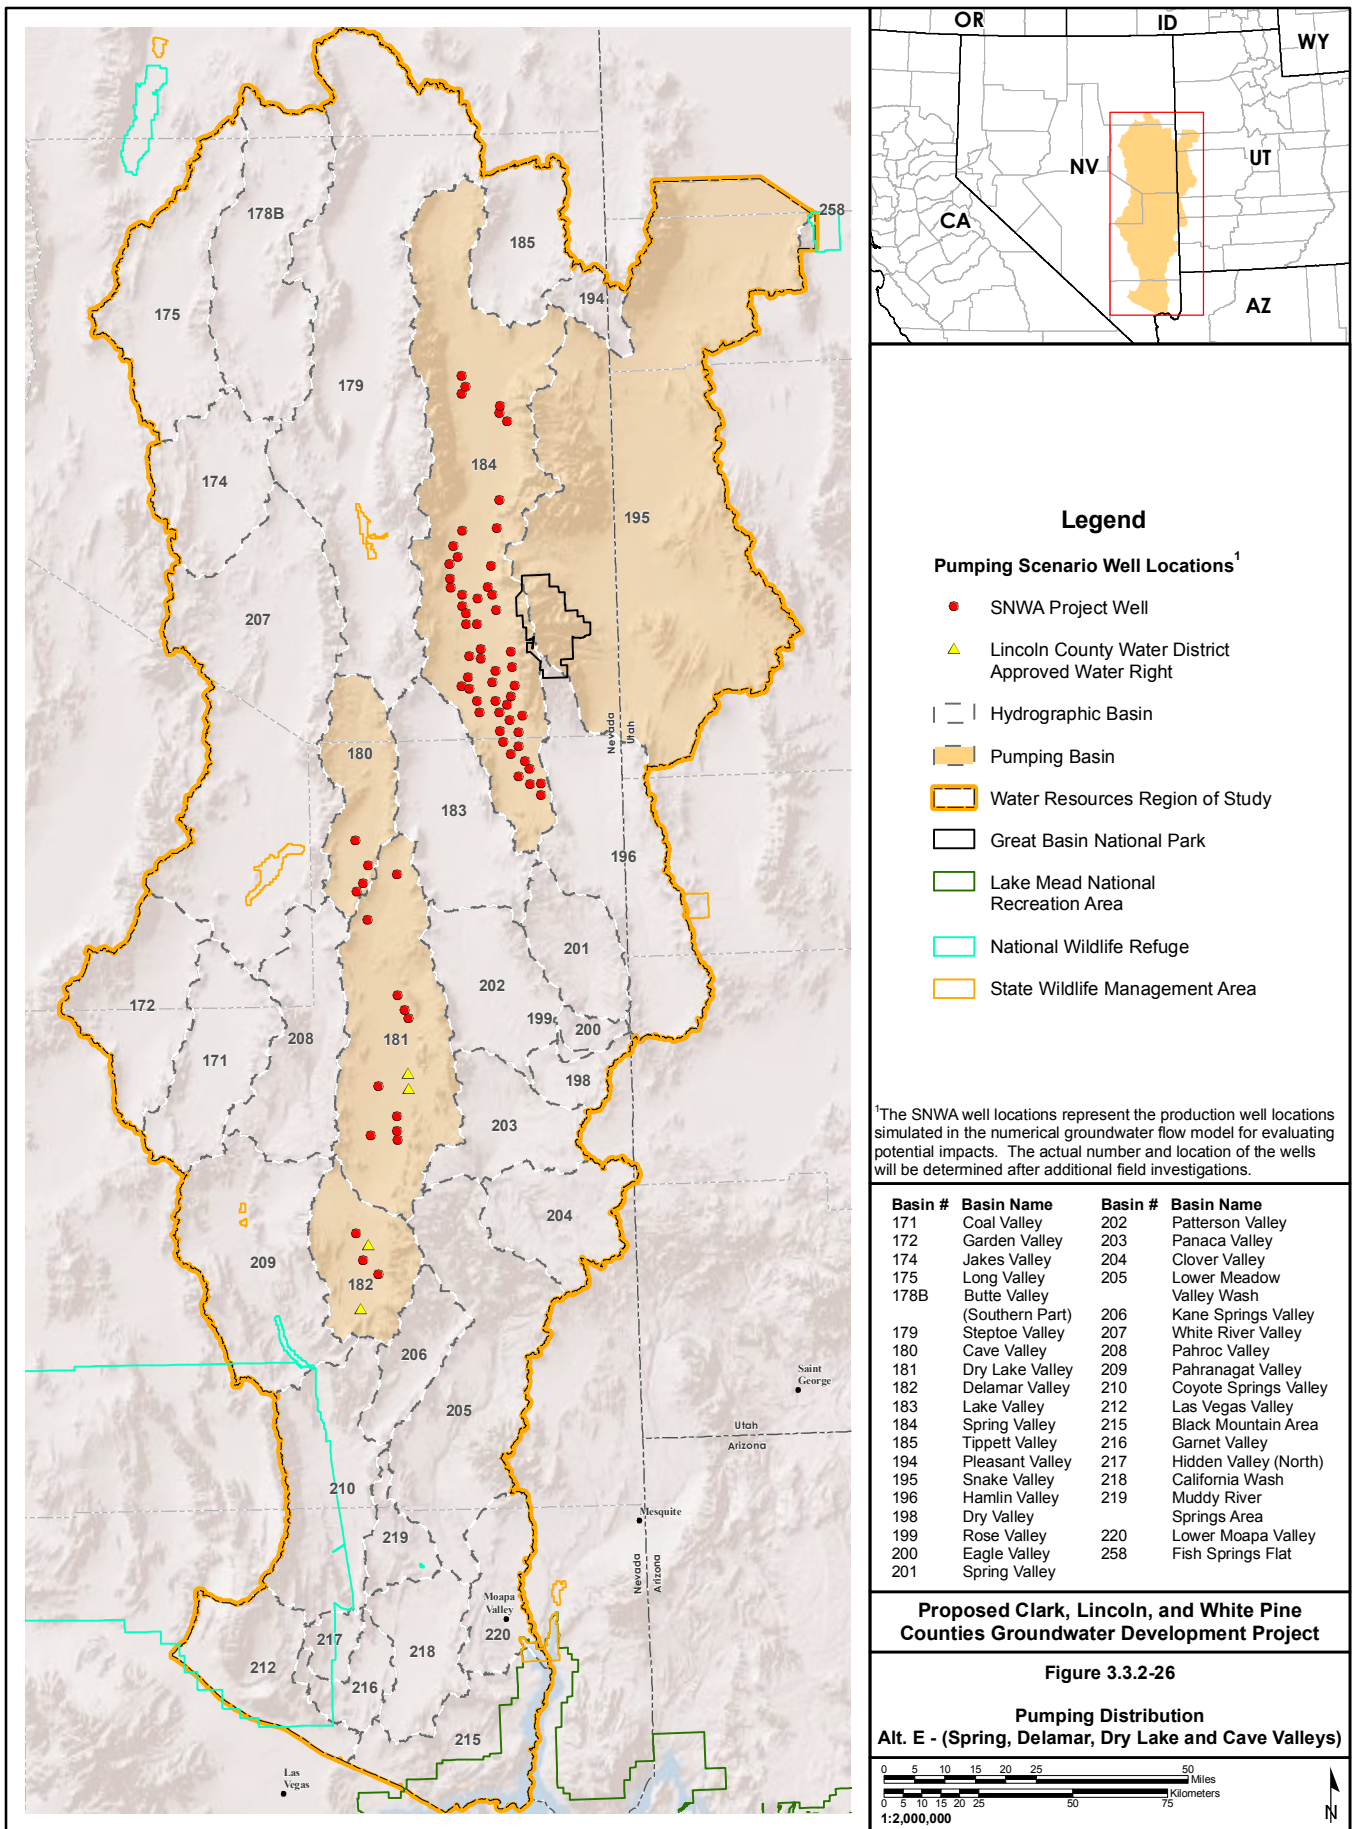 178B
258
185
194
175
179
184
174
195
207
Nevada
Utah
180
183
196
201
202
172
199
200
208
181
171
198
203
204
209
182
206
Saint
George
205
Utah
Arizona
210
Mesquite
219
Nevada
Arizona
Moapa
Valley
220
217
218
212
216
215
Las
Vegas
OR
ID
WY
NV
UT
CA
AZ
Legend
Pumping Scenario Well Locations1
SNWA Project Well
Lincoln County Water District
Approved Water Right
Hydrographic Basin
Pumping Basin
Water Resources Region of Study
Great Basin National Park
Lake Mead National
Recreation Area
National Wildlife Refuge
State Wildlife Management Area
1The SNWA well locations represent the production well locations
simulated in the numerical groundwater flow model for evaluating
potential impacts. The actual number and location of the wells
will be determined after additional field investigations.
Basin # Basin Name Basin # Basin Name
171 Coal Valley 202 Patterson Valley
172 Garden Valley 203 Panaca Valley
174 Jakes Valley 204 Clover Valley
175 Long Valley 205 Lower Meadow
178B Butte Valley Valley Wash
(Southern Part) 206 Kane Springs Valley
179 Steptoe Valley 207 White River Valley
180 Cave Valley 208 Pahroc Valley
181 Dry Lake Valley 209 Pahranagat Valley
182 Delamar Valley 210 Coyote Springs Valley
183 Lake Valley 212 Las Vegas Valley
184 Spring Valley 215 Black Mountain Area
185 Tippett Valley 216 Garnet Valley
194 Pleasant Valley 217 Hidden Valley (North)
195 Snake Valley 218 California Wash
196 Hamlin Valley 219 Muddy River
198 Dry Valley Springs Area
199 Rose Valley 220 Lower Moapa Valley
200 Eagle Valley 258 Fish Springs Flat
201 Spring Valley
Proposed Clark, Lincoln, and White Pine
Counties Groundwater Development Project
Figure 3.3.2-26
Pumping Distribution
Alt. E - (Spring, Delamar, Dry Lake and Cave Valleys)
0 5 10 15 20 25 50
Miles
Kilometers
0 5 10 15 20 25 50 75
1:2,000,000
N